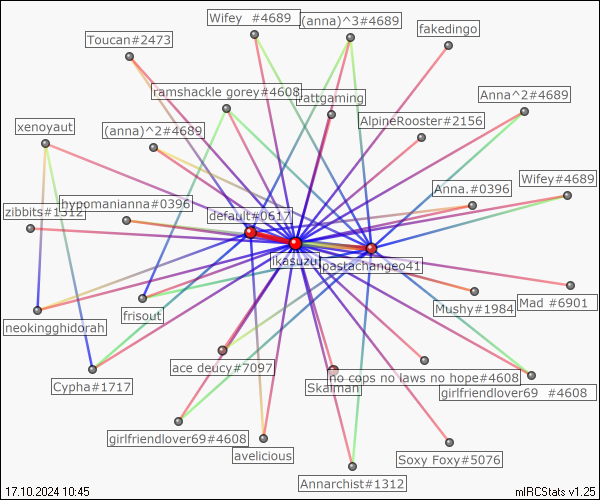 Wifey  #4689
(anna)^3#4689
fakedingo
Toucan#2473
ramshackle gorey#4608
rattgaming
Anna^2#4689
xenoyaut
(anna)^2#4689
AlpineRooster#2156
Wifey#4689
Anna.#0396
zibbits#1312
hypomanianna#0396
default#0617
ikasuzu
pastachange041
Mad #6901
Mushy#1984
frisout
neokingghidorah
ace deucy#7097
no cops no laws no hope#4608
Skaiman
Cypha#1717
girlfriendlover69  #4608
girlfriendlover69#4608
avelicious
Soxy Foxy#5076
Annarchist#1312
17.10.2024 10:45
mIRCStats v1.25